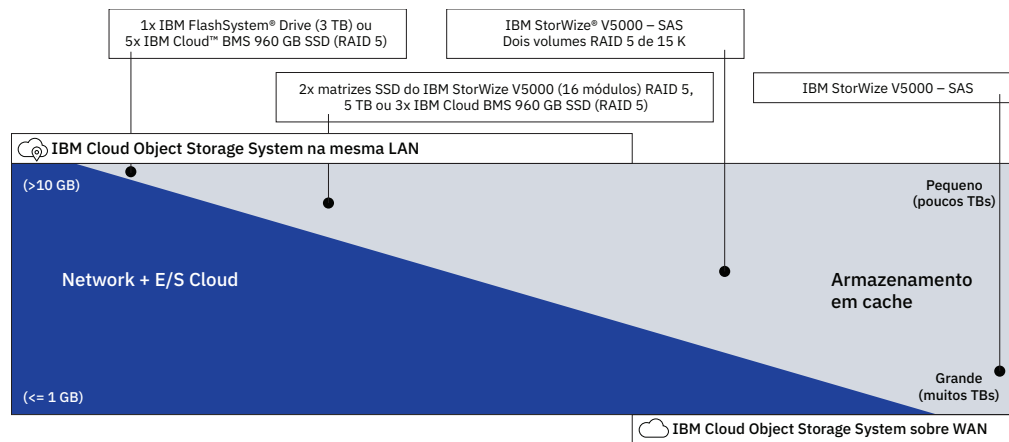 1x IBM FlashSystem® Drive (3 TB) ou
5x IBM Cloud™ BMS 960 GB SSD (RAID 5)
IBM StorWize® V5000 – SAS
Dois volumes RAID 5 de 15 K
2x matrizes SSD do IBM StorWize V5000 (16 módulos) RAID 5,
5 TB ou 3x IBM Cloud BMS 960 GB SSD (RAID 5)
IBM StorWize V5000 – SAS
IBM Cloud Object Storage System na mesma LAN
(>10 GB)
Pequeno
(poucos TBs)
Network + E/S Cloud
Armazenamento
em cache
(<= 1 GB)
Grande
(muitos TBs)
IBM Cloud Object Storage System sobre WAN